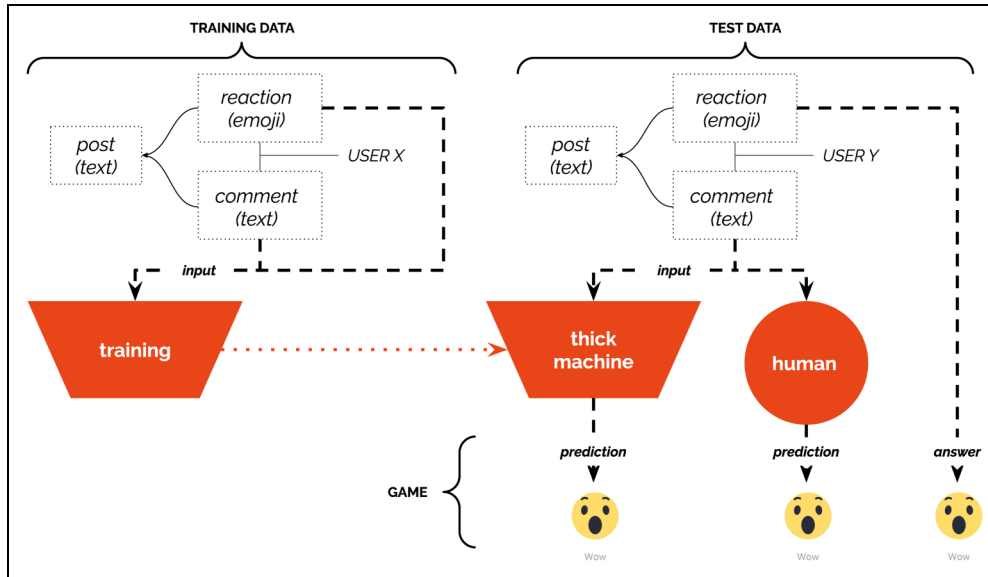 TRAINING DATA
TEST DATA
reaction
(emoji)
post
(text)
USER X
comment
(text)
input
training
reaction
(emoji)
post
(text)
USER Y
comment
(text)
input
thick
machine
human
GAME
prediction
prediction
answer
Wow
Wow
Wow